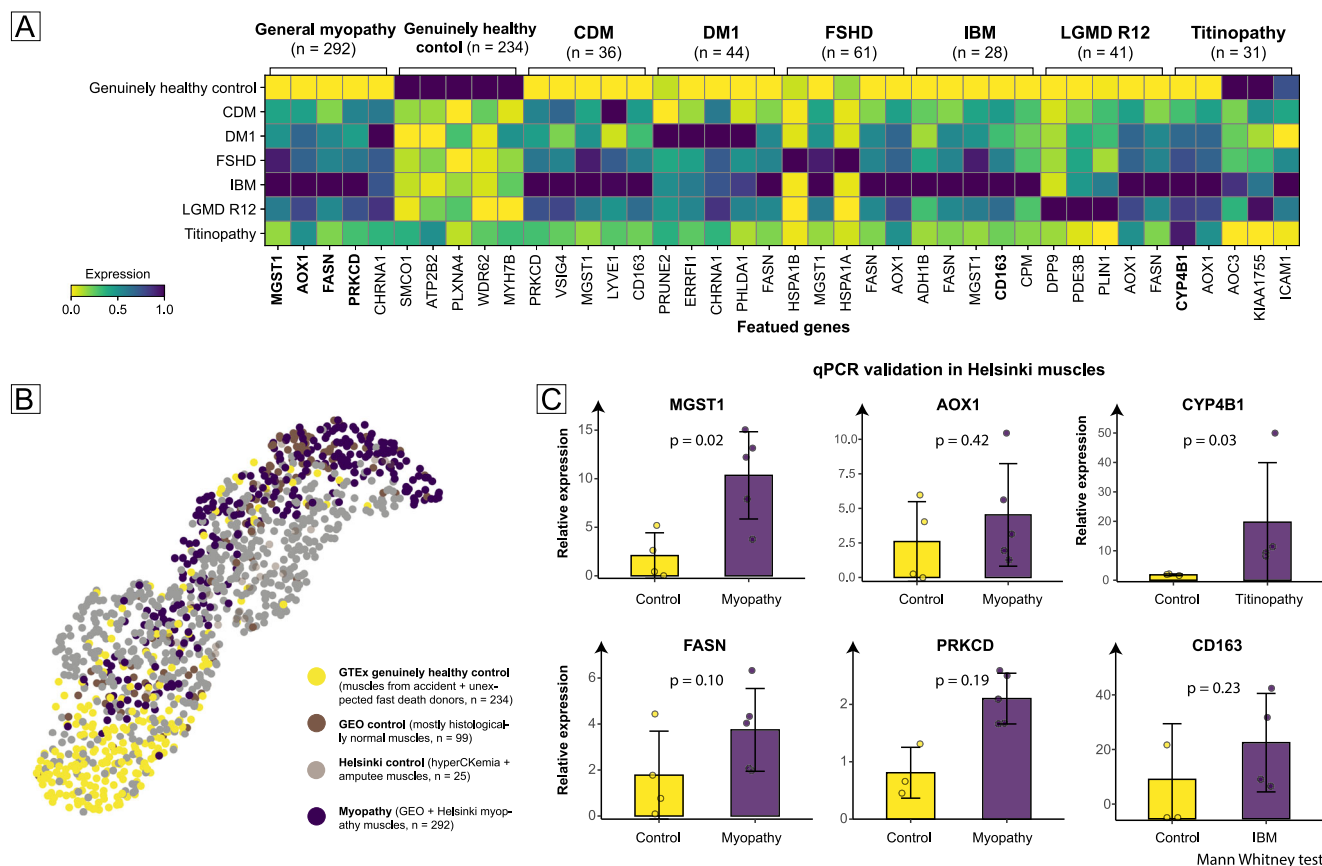 A
General myopathy
(n = 292)
Genuinely healthy
contol (n = 234)
CDM
(n = 36)
DM1
(n = 44)
FSHD
(n = 61)
IBM
(n = 28)
LGMD R12
(n = 41)
Titinopathy
(n = 31)
Genuinely healthy control
CDM
DM1
FSHD
IBM
LGMD R12
Titinopathy
Expression
0.0 0.5 1.0
MGST1
AOX1
FASN
PRKCD
CHRNA1
SMCO1
ATP2B2
PLXNA4
WDR62
MYH7B
PRKCD
VSIG4
MGST1
LYVE1
CD163
PRUNE2
ERRFI1
CHRNA1
PHLDA1
FASN
HSPA1B
MGST1
HSPA1A
FASN
AOX1
ADH1B
FASN
MGST1
CD163
CPM
DPP9
PDE3B
PLIN1
AOX1
FASN
CYP4B1
AOX1
AOC3
KIAA1755
ICAM1
Featued genes
B
GTEx genuinely healthy control
(muscles from accident + unex-
pected fast death donors,
n = 234)
GEO control (mostly histological-
ly normal muscles, n = 99)
Helsinki control (hyperCKemia +
amputee muscles, n = 25)
Myopathy (GEO + Helsinki myop-
athy muscles, n = 292)
C
qPCR validation in Helsinki muscles
MGST1
p = 0.02
Relative expression
15
10
5
0
Control Myopathy
AOX1
p = 0.42
Relative expression
10.0
7.5
5.0
2.5
0.0
Control Myopathy
CYP4B1
p = 0.03
Relative expression
50
40
30
20
10
0
Control Titinopathy
FASN
p = 0.10
Relative expression
6
4
2
0
Control Myopathy
PRKCD
p = 0.19
Relative expression
2
1
0
Control Myopathy
CD163
p = 0.23
Relative expression
40
20
0
Control IBM
Mann Whitney test